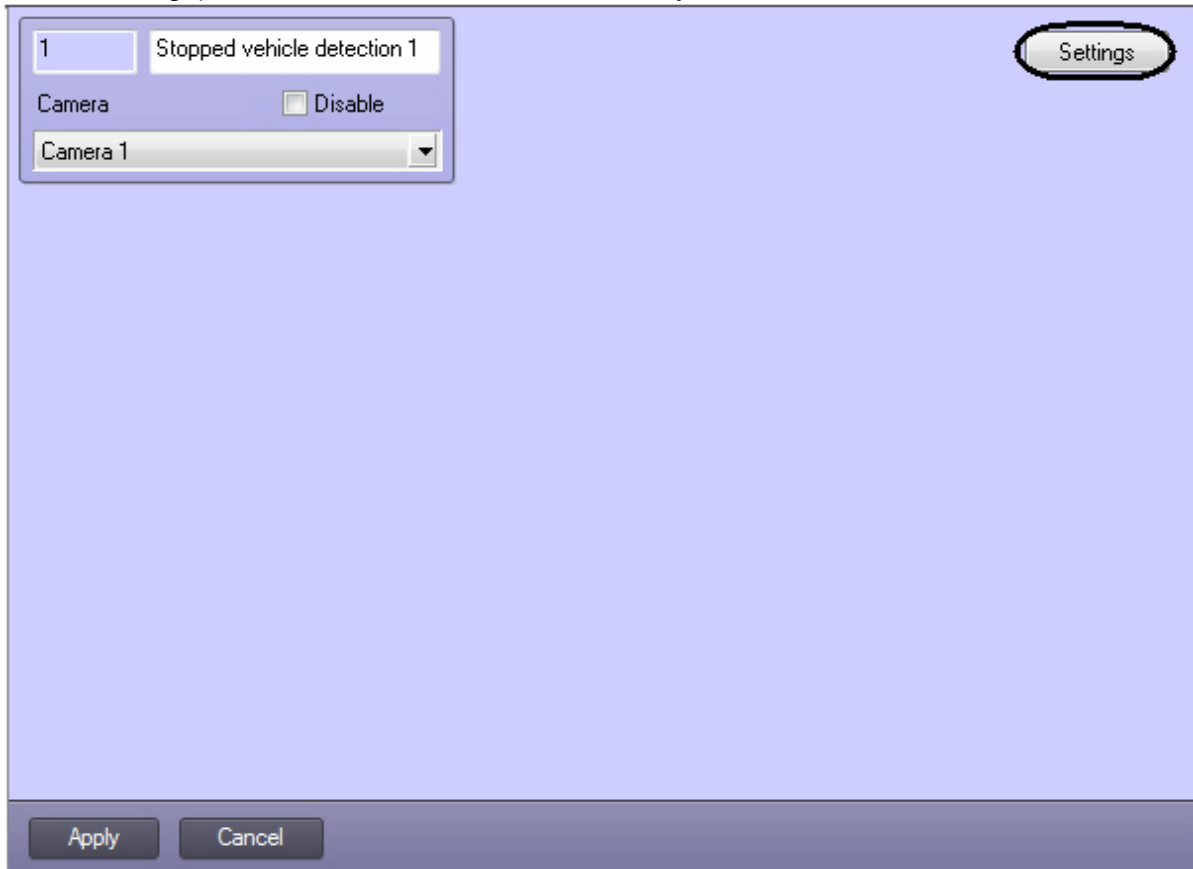 1
Stopped vehicle detection 1
Settings
Camera
Disable
Camera 1
Apply
Cancel